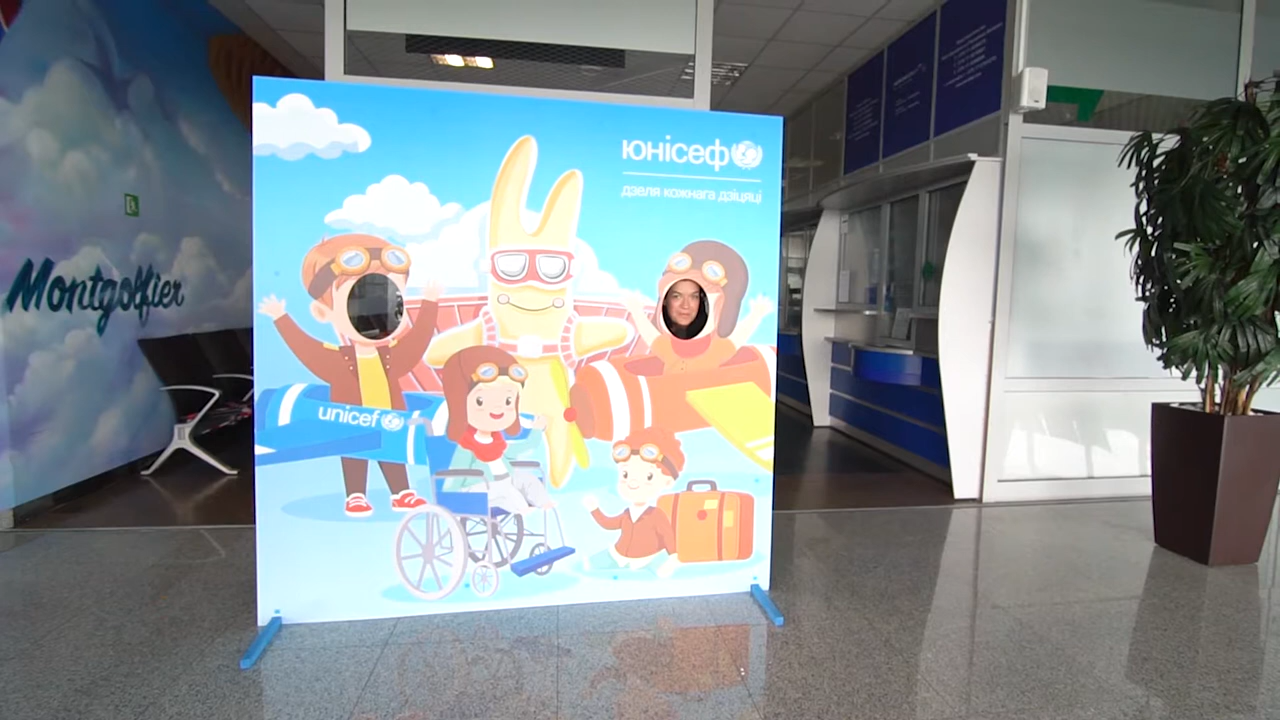 юнісеф
дзеля кожнага дзіцяці
Montgolfier
unicef